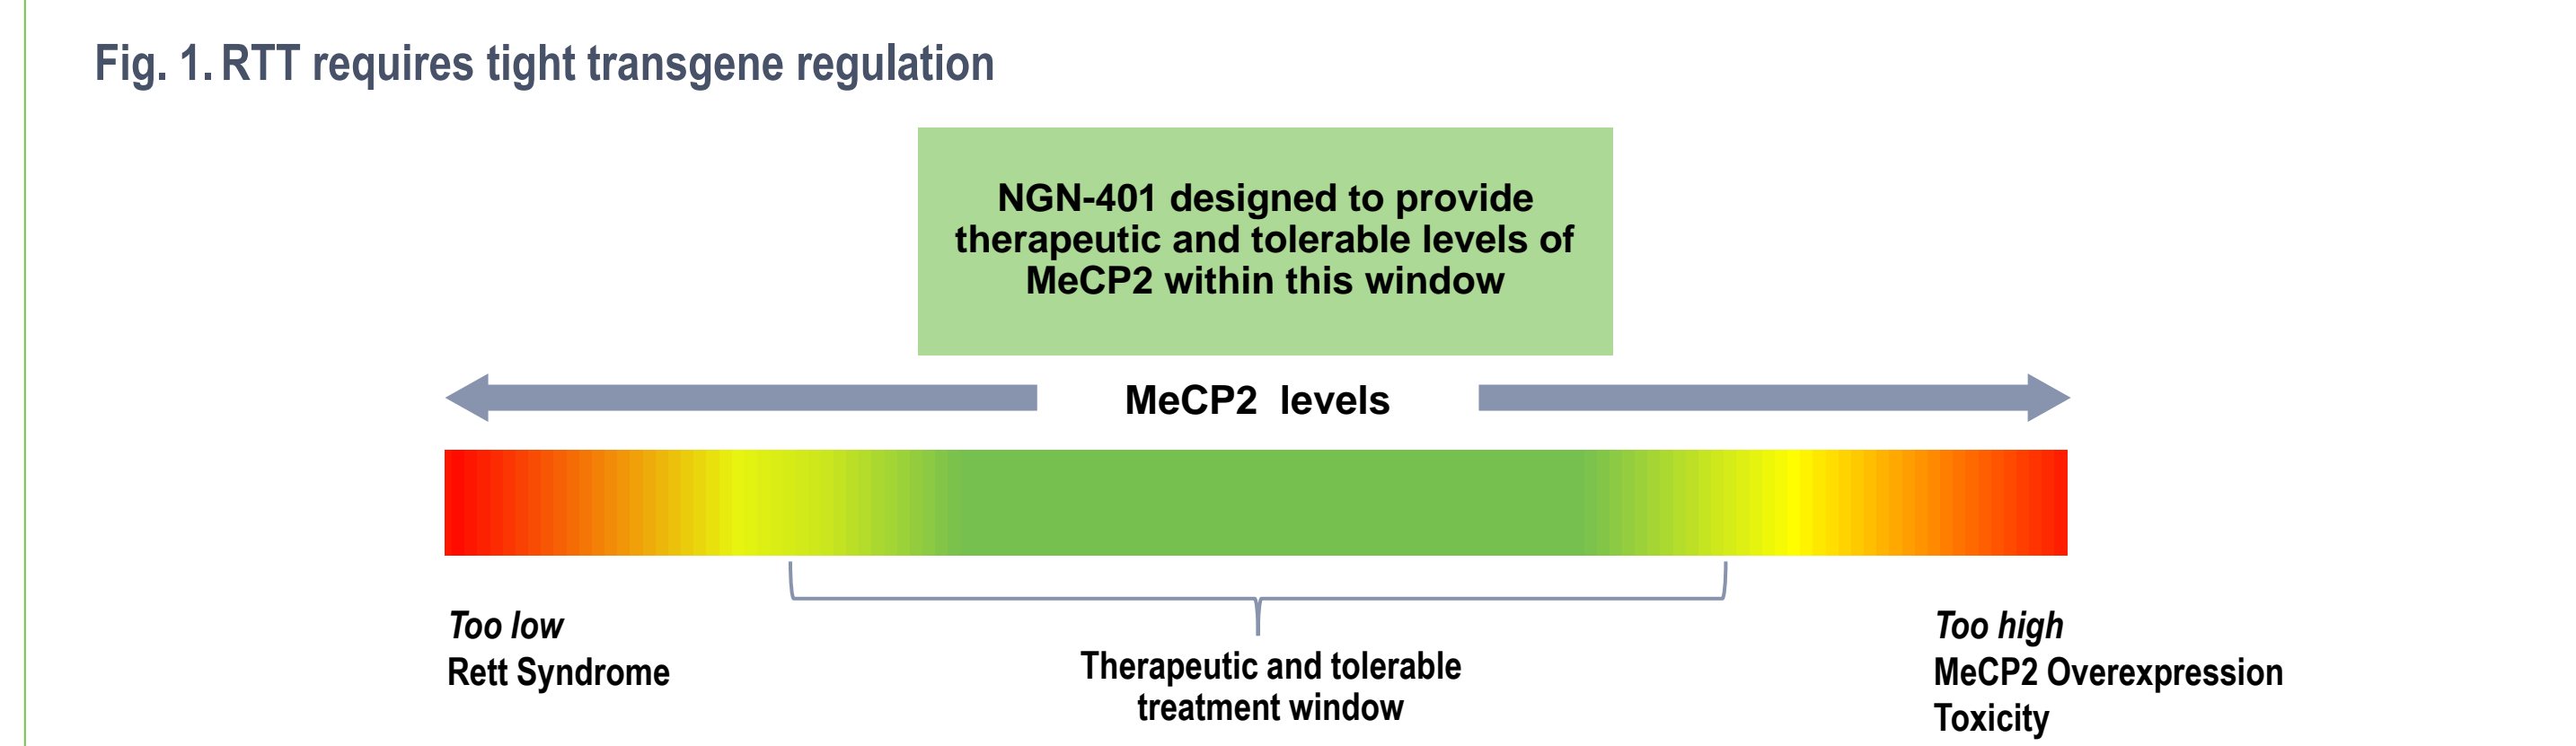 Fig. 1. RTT requires tight transgene regulation
NGN-401 designed to provide
therapeutic and tolerable levels of
MeCP2 within this window
MeCP2 levels
Too low
Rett Syndrome
Therapeutic and tolerable
treatment window
Too high
MeCP2 Overexpression
Toxicity